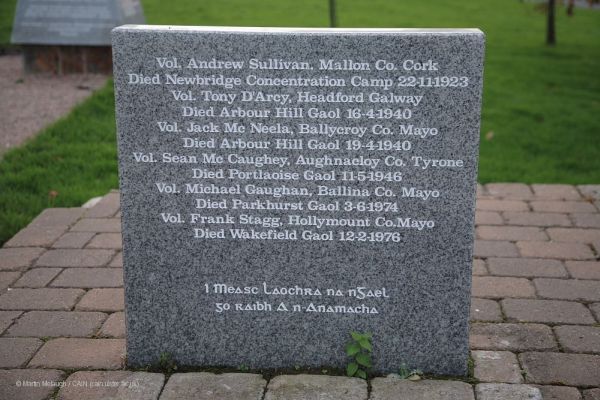 Vol. Andrew Sullivan, Mallon Co. Cork
Died Newbridge Concentration Camp 22-11-1923
Vol. Tony D'Arcy, Headford Galway
Died Arbour Hill Gaol 16-4-1940
Vol. Jack Mc Neela, Ballycroy Co. Mayo
Died Arbour Hill Gaol 19-4-1940
Vol. Sean Mc Caughey, Aughnacloy Co. Tyrone
Died Portlaoise Gaol 11-5-1946
Vol. Michael Gaughan, Ballina Co. Mayo
Died Parkhurst Gaol 3-6-1974
Vol. Frank Stagg, Hollymount Co.Mayo
Died Wakefield Gaol 12-2-1976
I Measc Laochra na nGael
go raibh A n-Anamacha
© Martin Melaugh / CAIN (cain.ulster.ac.uk)